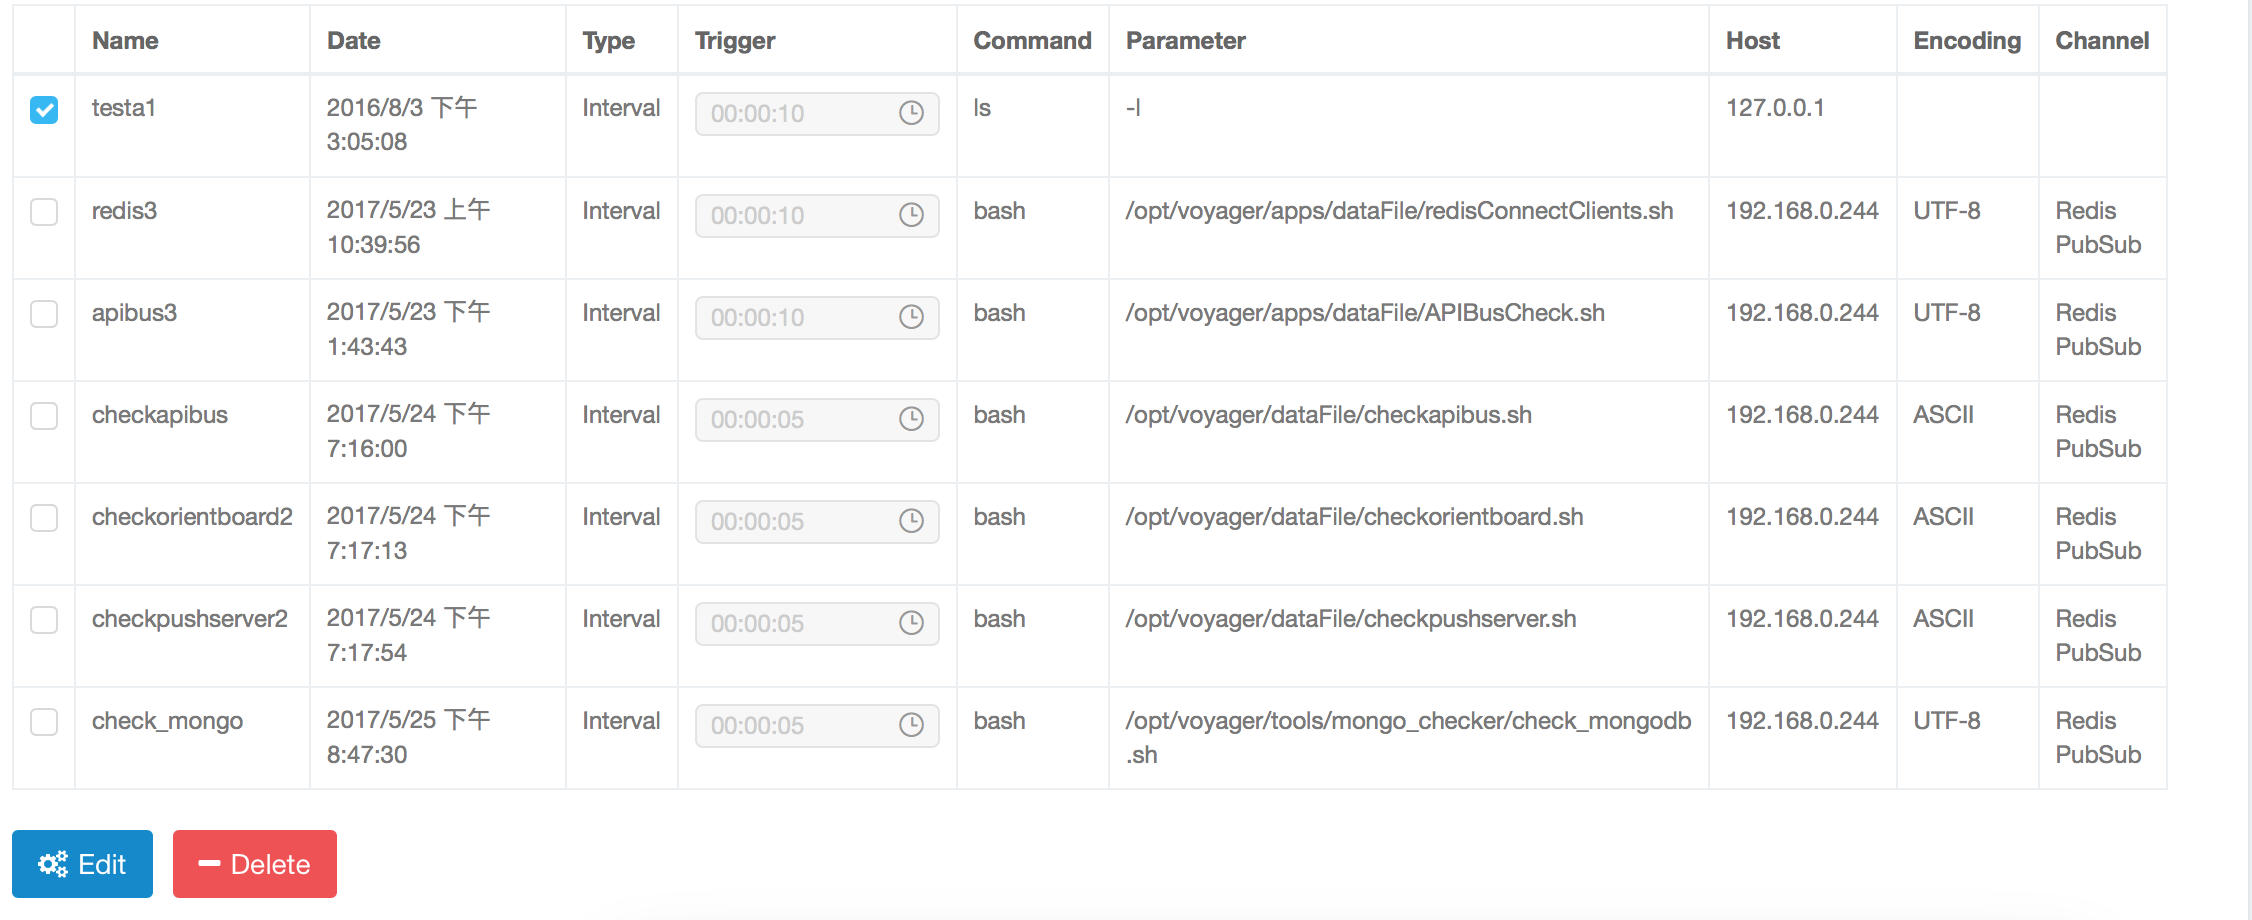 Name Date Type Trigger Command Parameter Host Encoding Channel
testa1 2016/8/3 下午 Interval 00:00:10 ls -l 127.0.0.1
3:05:08
redis3 2017/5/23 上午 Interval 00:00:10 bash /opt/voyager/apps/dataFile/redisConnectClients.sh 192.168.0.244 UTF-8 Redis
10:39:56 PubSub
apibus3 2017/5/23 下午 Interval 00:00:10 bash /opt/voyager/apps/dataFile/APIBusCheck.sh 192.168.0.244 UTF-8 Redis
1:43:43 PubSub
checkapibus 2017/5/24 下午 Interval 00:00:05 bash /opt/voyager/dataFile/checkapibus.sh 192.168.0.244 ASCII Redis
7:16:00 PubSub
checkorientboard2 2017/5/24 下午 Interval 00:00:05 bash /opt/voyager/dataFile/checkorientboard.sh 192.168.0.244 ASCII Redis
7:17:13 PubSub
checkpushserver2 2017/5/24 下午 Interval 00:00:05 bash /opt/voyager/dataFile/checkpushserver.sh 192.168.0.244 ASCII Redis
7:17:54 PubSub
check_mongo 2017/5/25 下午 Interval 00:00:05 bash /opt/voyager/tools/mongo_checker/check_mongodb 192.168.0.244 UTF-8 Redis
8:47:30 .sh PubSub
Edit Delete